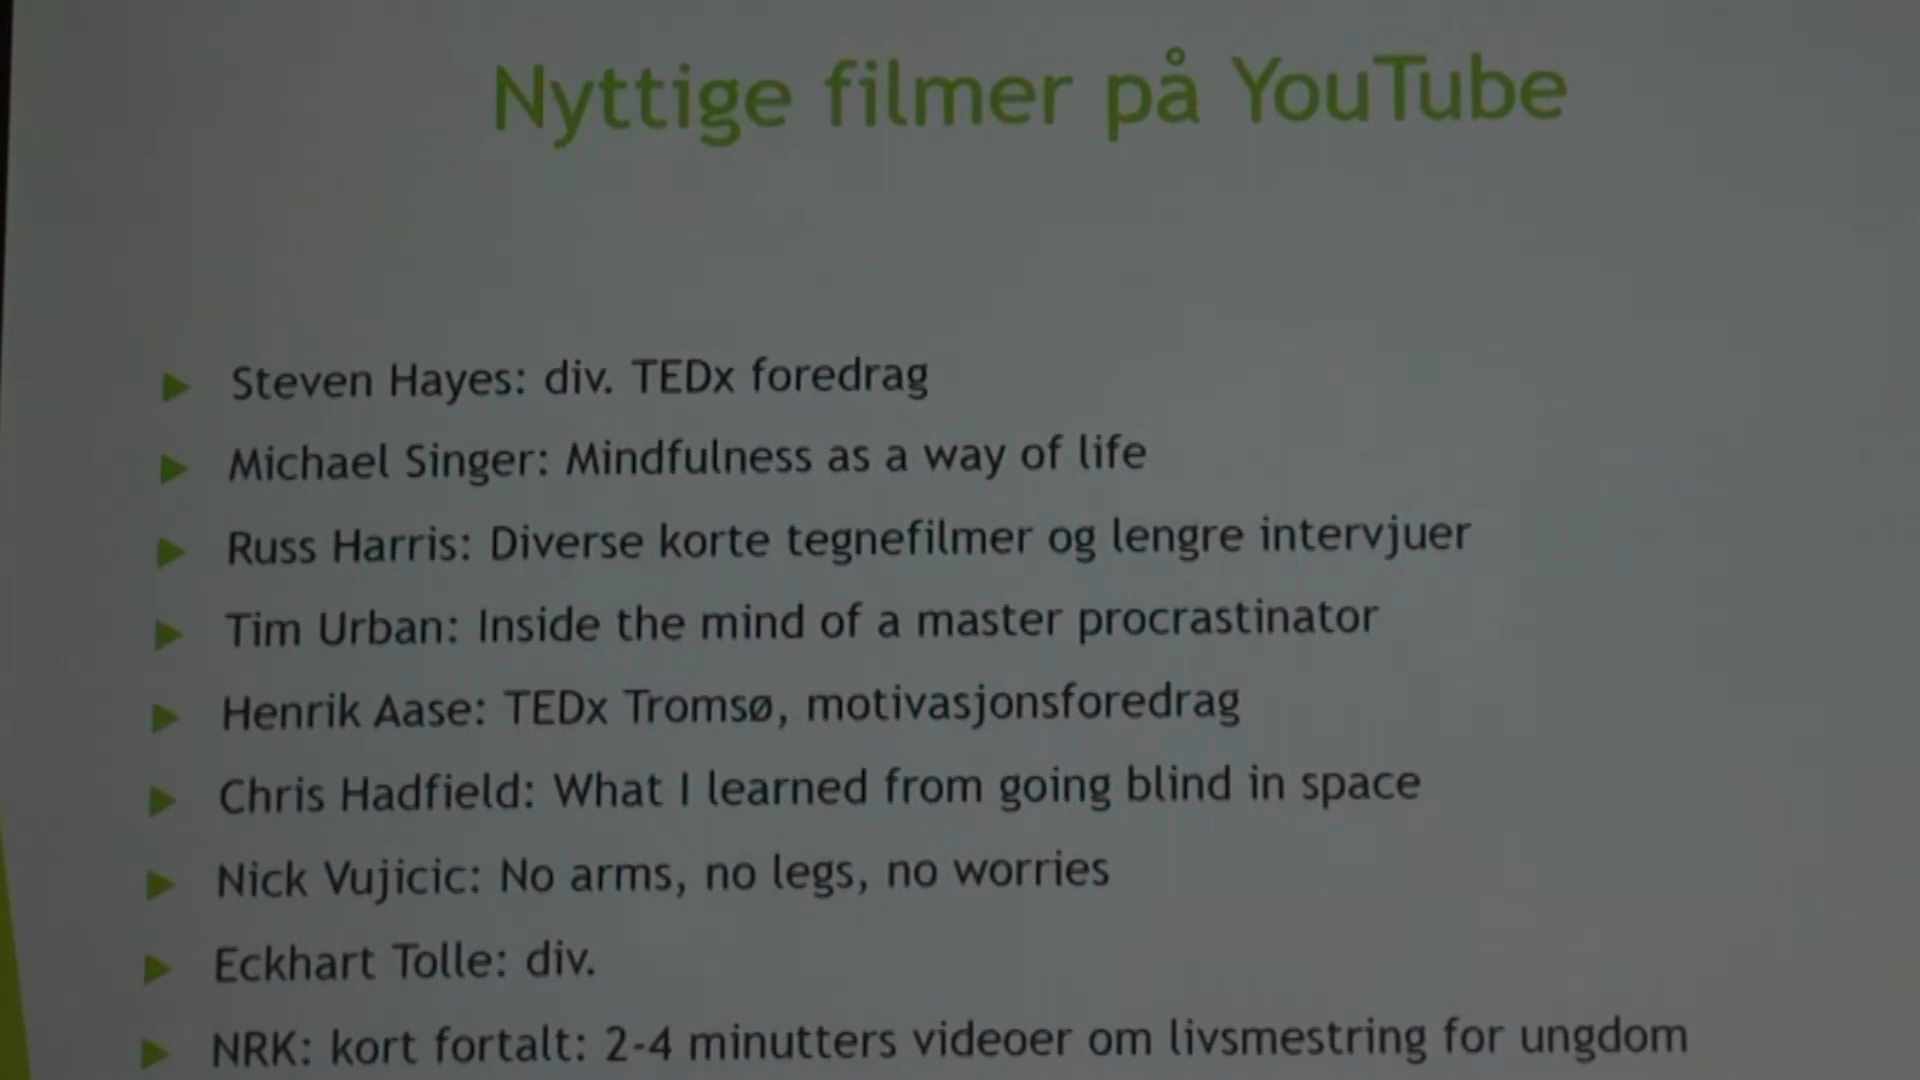 Nyttige filmer på YouTube
Steven Hayes: div. TEDx foredrag
Michael Singer: Mindfulness as a way of life
Russ Harris: Diverse korte tegnefilmer og lengre intervjuer
Tim Urban: Inside the mind of a master procrastinator
Henrik Aase: TEDx Tromsø, motivasjonsforedrag
Chris Hadfield: What I learned from going blind in space
Nick Vujicic: No arms, no legs, no worries
Eckhart Tolle: div.
NRK: kort fortalt: 2-4 minutters videoer om livsmestring for ungdom